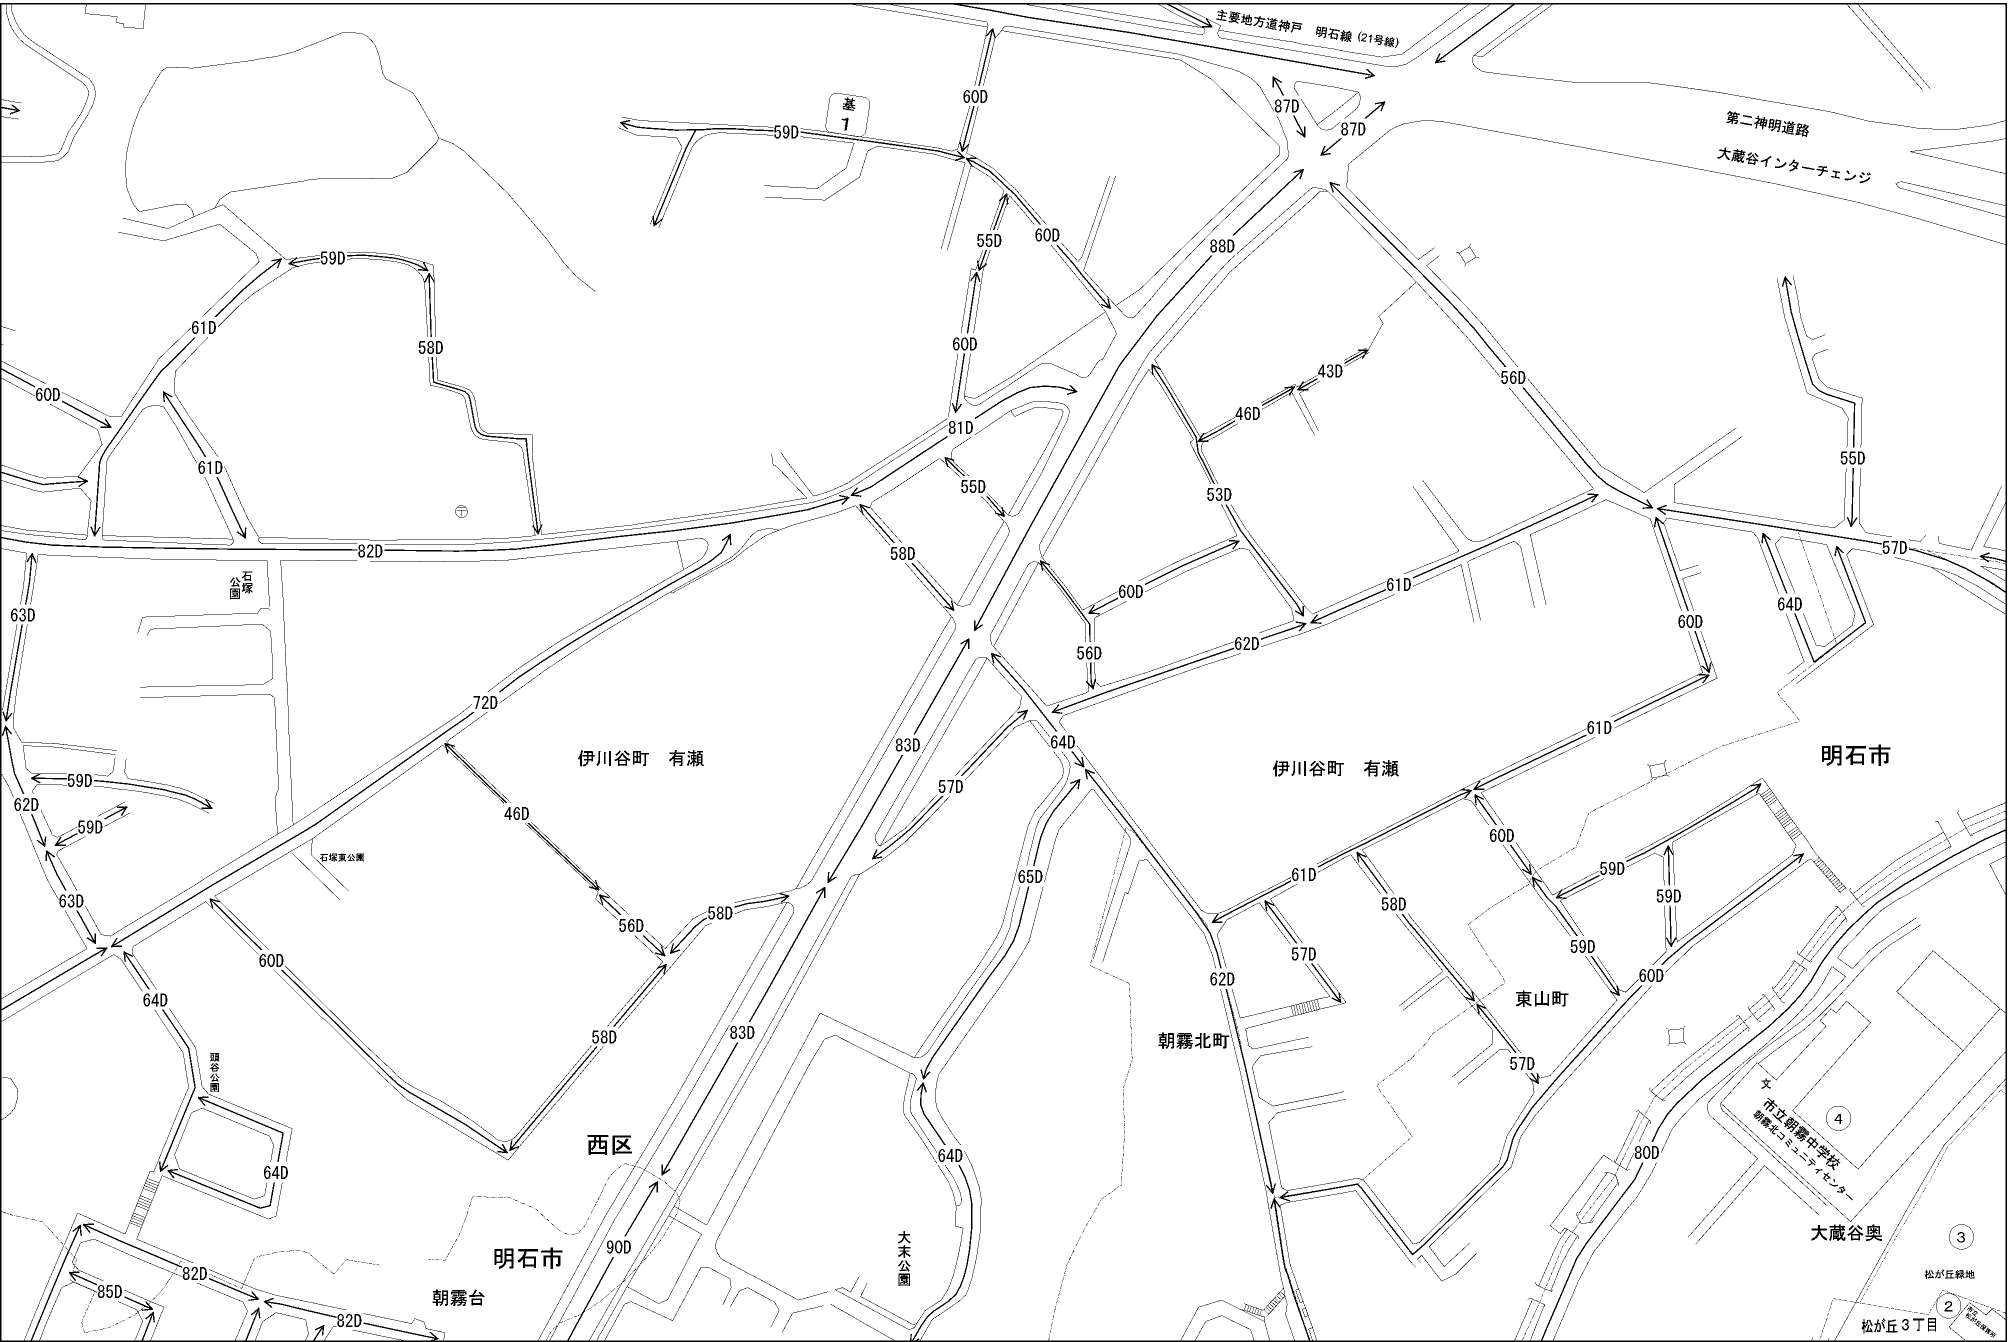 主要地方道神戸　明石線 (21号線)
60D
87D
87D
基
1
59D
第二神明道路
大蔵谷インターチェンジ
55D
60D
88D
59D
61D
58D
60D
60D
43D
56D
46D
81D
61D
55D
53D
55D
82D
58D
57D
石塚
公園
〒
60D
61D
64D
63D
60D
56D
62D
72D
83D
64D
61D
伊川谷町　有瀬
伊川谷町　有瀬
明石市
59D
62D
59D
46D
57D
60D
石塚東公園
65D
61D
59D
59D
63D
56D
58D
58D
57D
59D
60D
64D
60D
62D
東山町
58D
83D
朝霧北町
頭谷公園
57D
文
市立朝霧中学校
朝霧北コミュニティセンター
4
西区
64D
64D
80D
明石市
90D
大末公園
大蔵谷奥
3
82D
85D
朝霧台
82D
松が丘緑地
2
松が丘３丁目